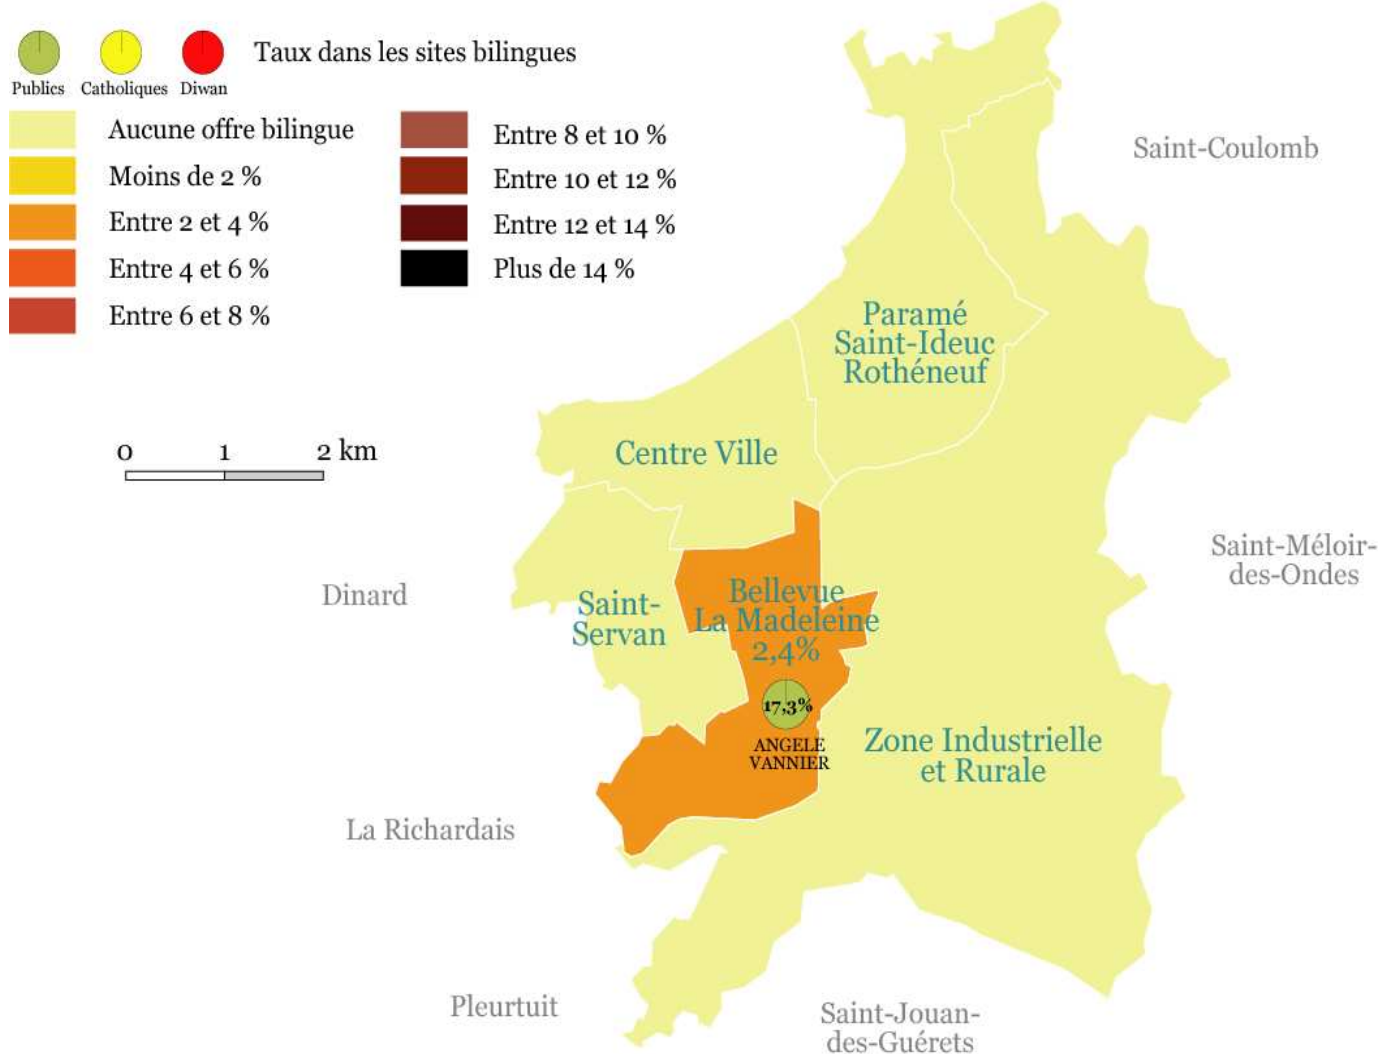 Taux dans les sites bilingues
Publics
Catholiques
Diwan
Aucune offre bilingue
Moins de 2 %
Entre 2 et 4 %
Entre 4 et 6 %
Entre 6 et 8 %
Entre 8 et 10 %
Entre 10 et 12 %
Entre 12 et 14 %
Plus de 14 %
0 1 2 km
Saint-Coulomb
Paramé
Saint-Ideuc
Rothéneuf
Centre Ville
Saint-Méloir-
des-Ondes
Dinard
Saint-
Servan
Bellevue
La Madeleine
2,4%
17,3%
ANGELE
VANNIER
Zone Industrielle
et Rurale
La Richardais
Pleurtuit
Saint-Jouan-
des-Guérets